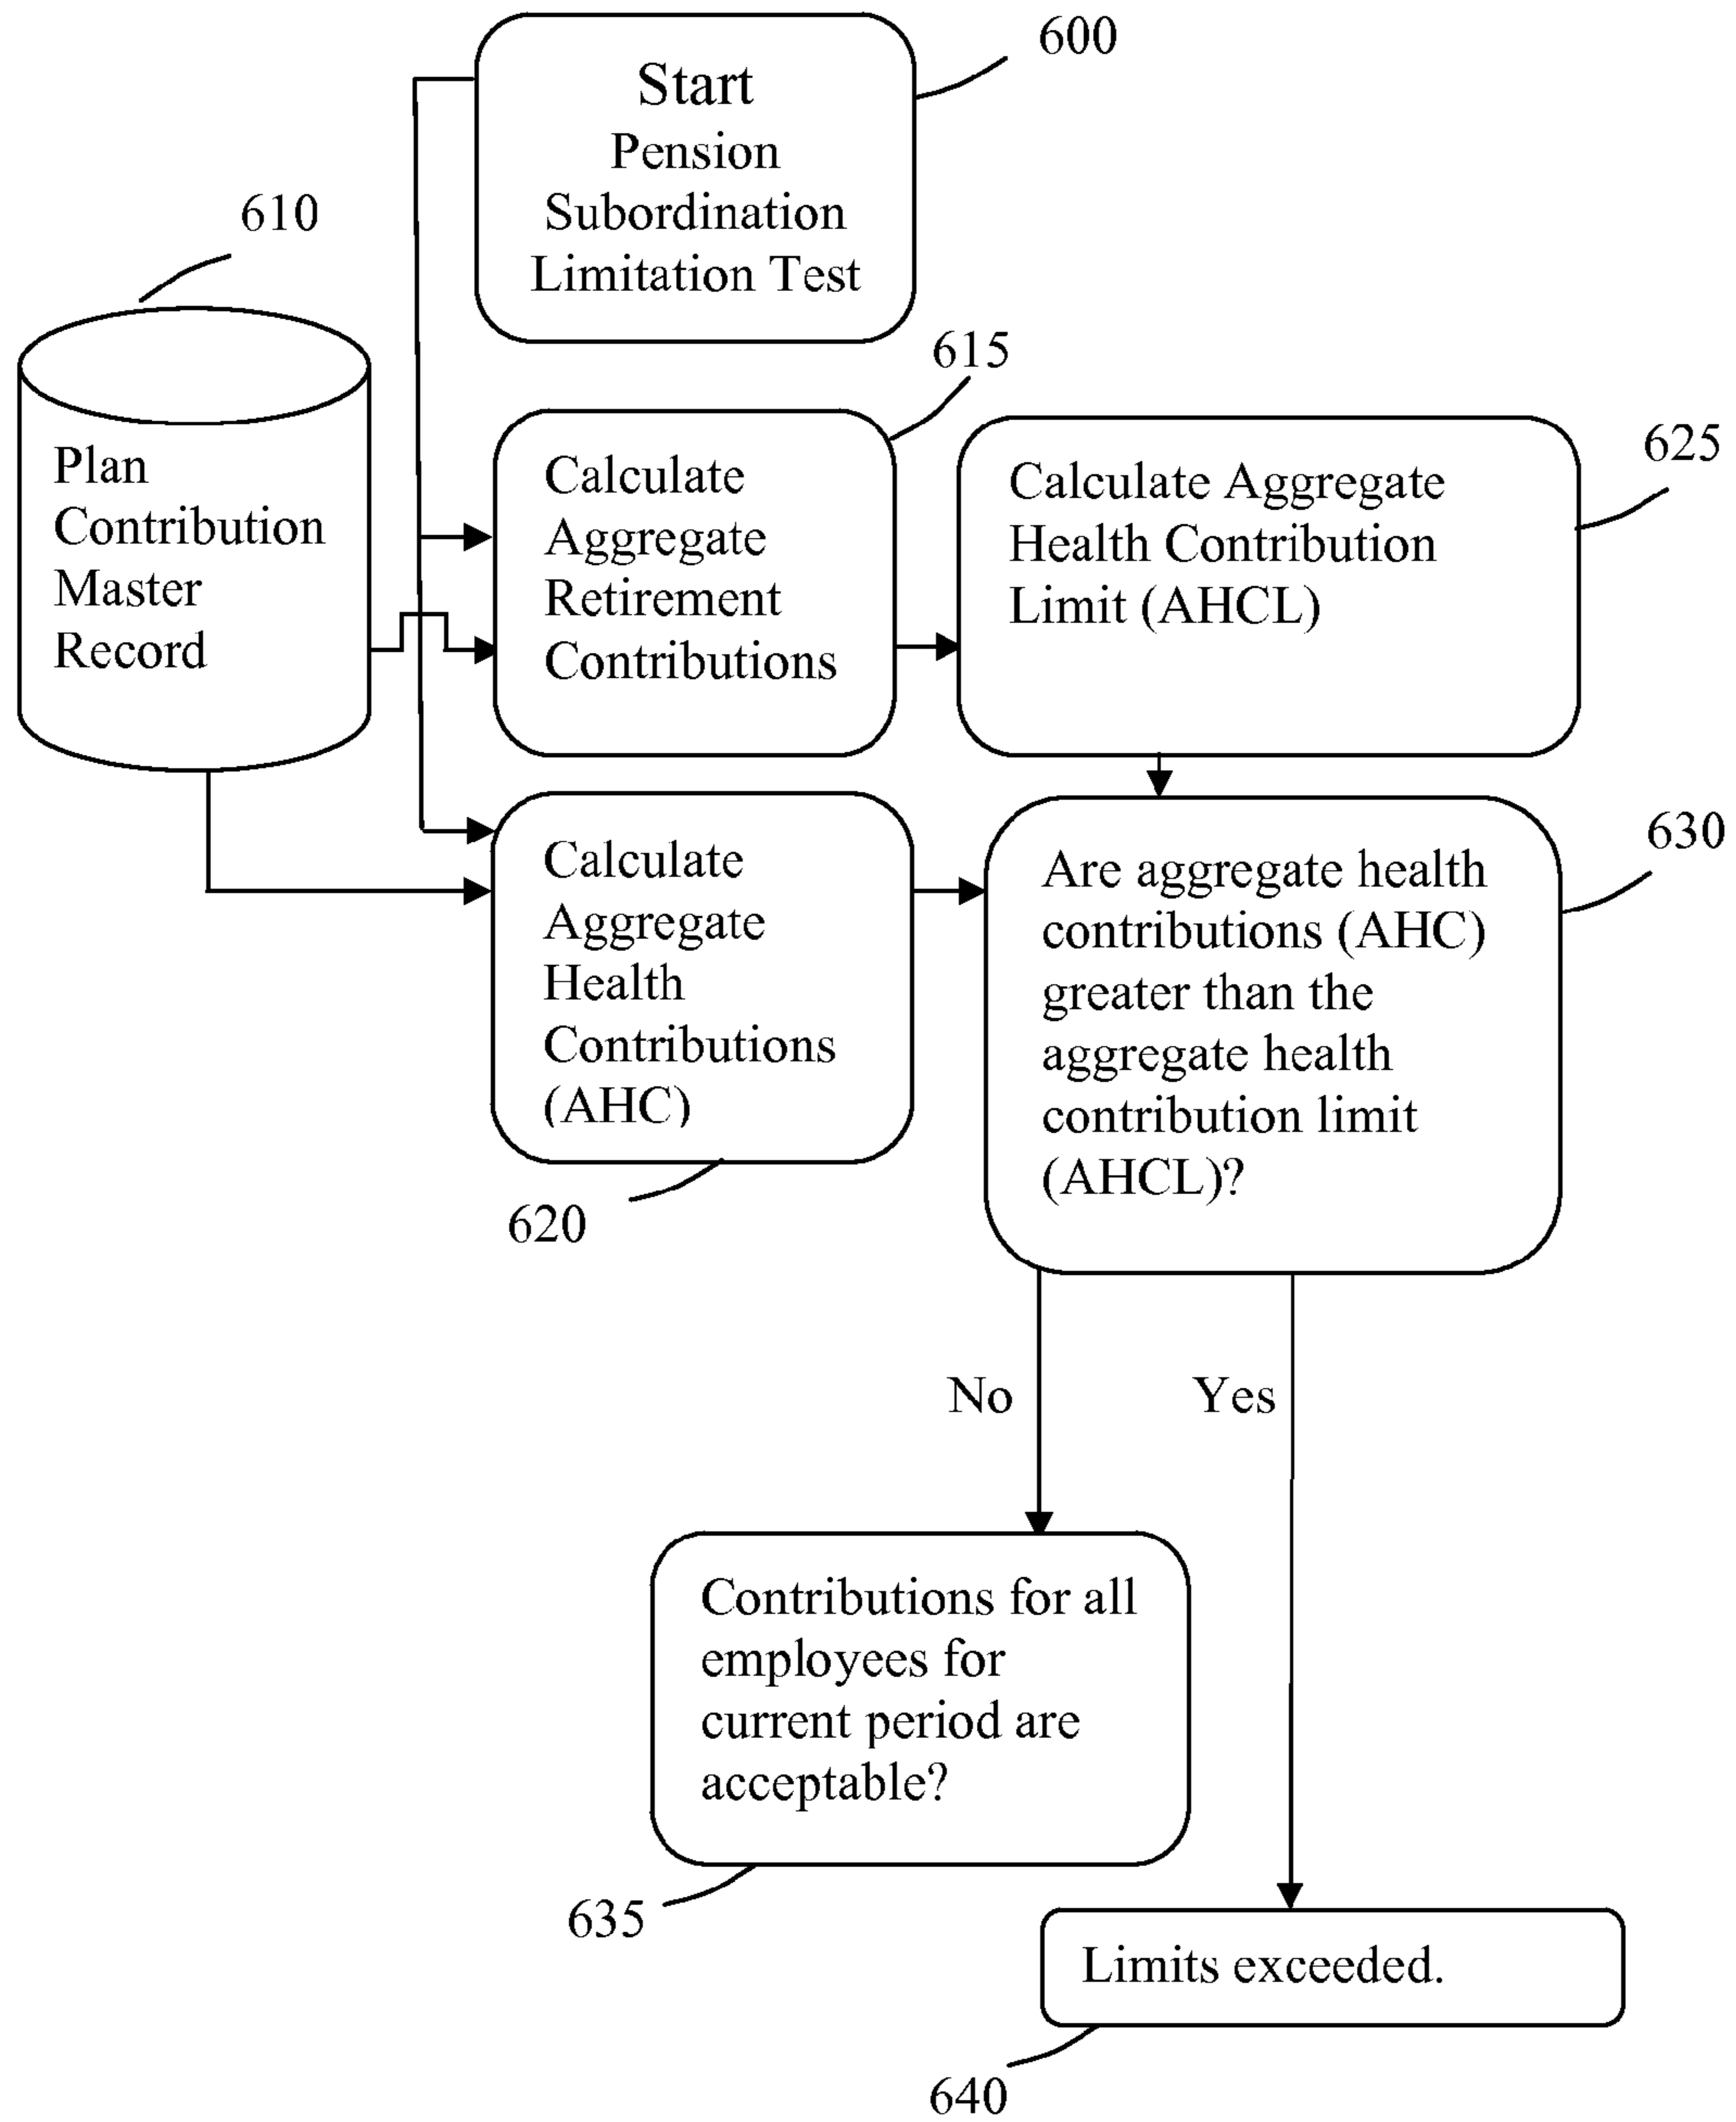 600
Start
Pension
Subordination
Limitation Test
610
Plan
Contribution
Master
Record
615
Calculate
Aggregate
Retirement
Contributions
625
Calculate Aggregate
Health Contribution
Limit (AHCL)
Calculate
Aggregate
Health
Contributions
(AHC)
620
630
Are aggregate health
contributions (AHC)
greater than the
aggregate health
contribution limit
(AHCL)?
No
Yes
Contributions for all
employees for
current period are
acceptable?
635
Limits exceeded.
640